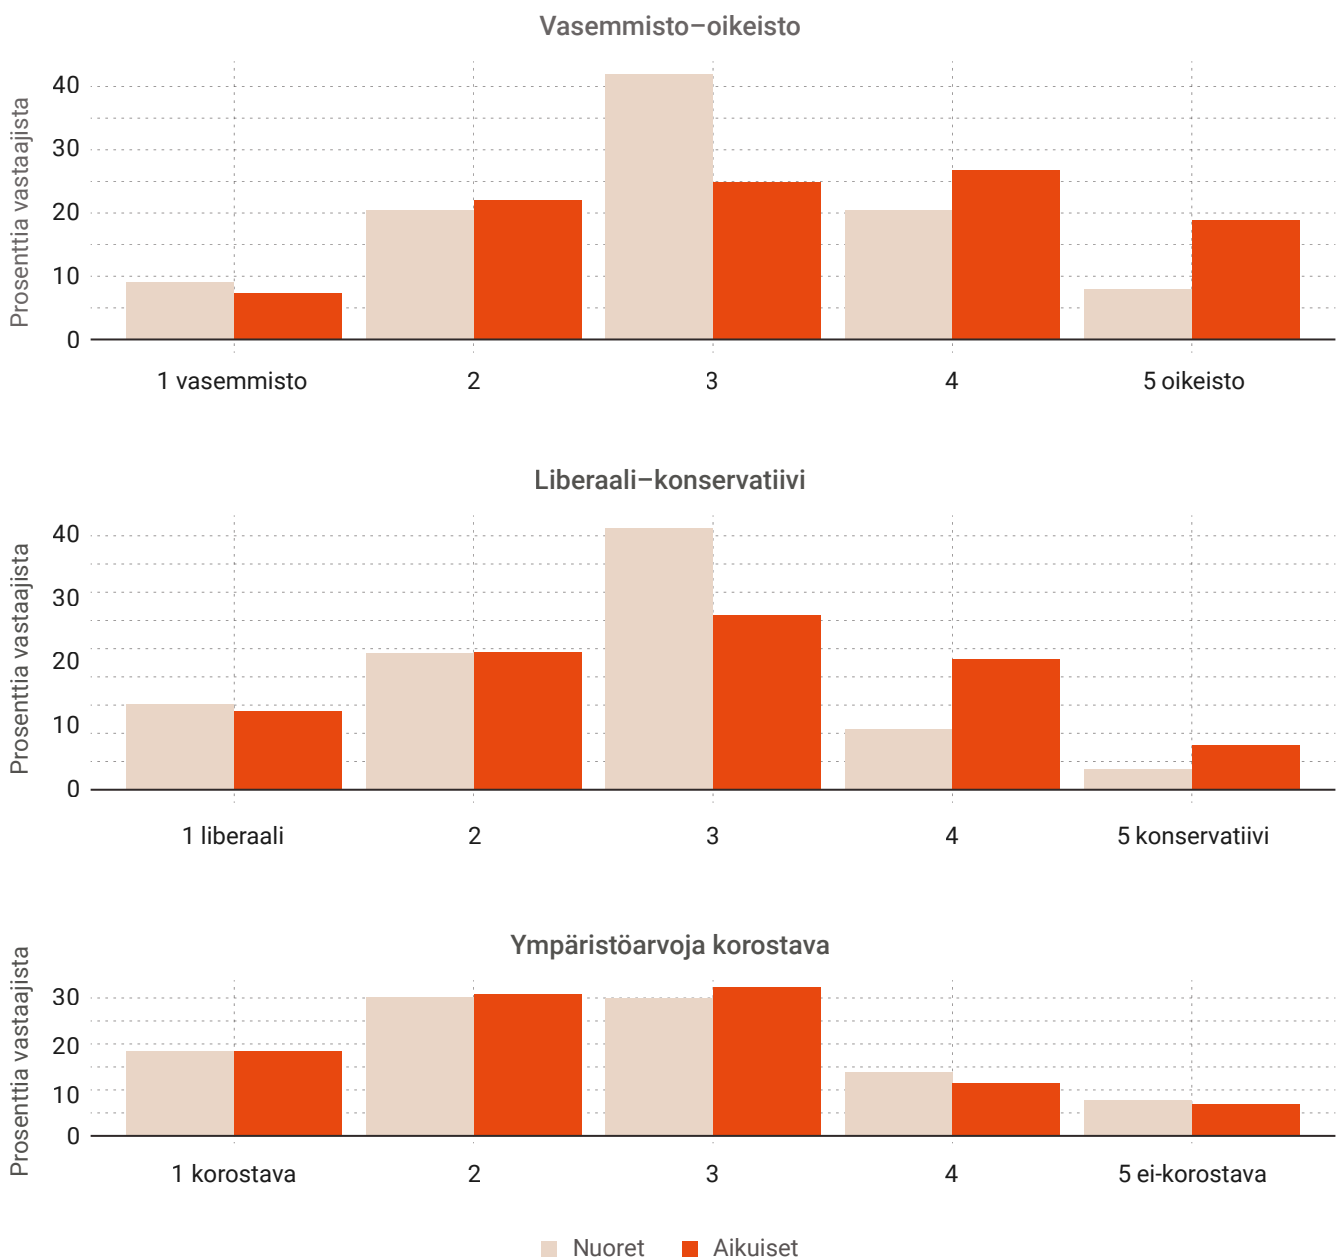 Vasemmisto–oikeisto
Prosenttia vastaajista
40
30
20
10
0
1 vasemmisto
2
3
4
5 oikeisto
Liberaali–konservatiivi
Prosenttia vastaajista
40
30
20
10
0
1 liberaali
2
3
4
5 konservatiivi
Ympäristöarvoja korostava
Prosenttia vastaajista
30
20
10
0
1 korostava
2
3
4
5 ei-korostava
Nuoret
Aikuiset